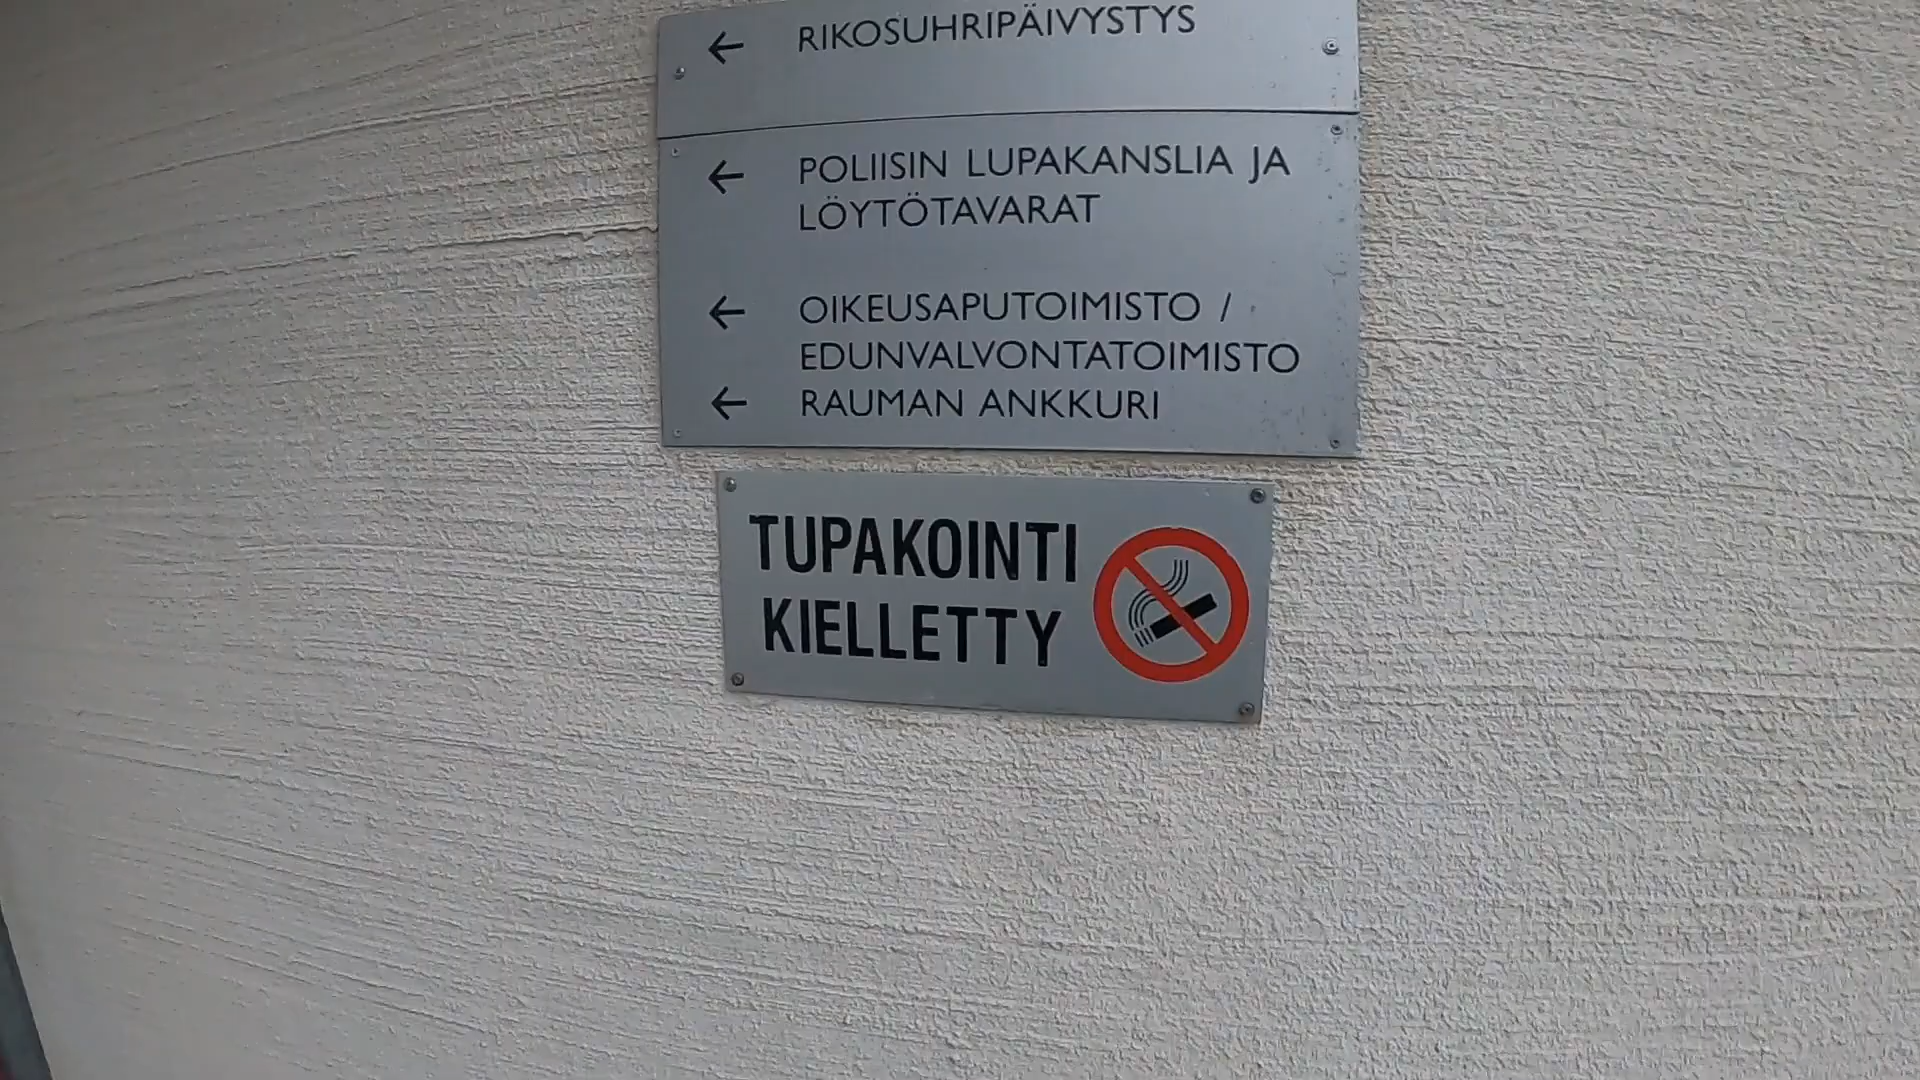 ← RIKOSUHRIPÄIVYSTYS
← POLIISIN LUPAKANSLIA JA
LÖYTÖTAVARAT
← OIKEUSAPUTOIMISTO /
EDUNVALVONTATOIMISTO
← RAUMAN ANKKURI
TUPAKOINTI
KIELLETTY